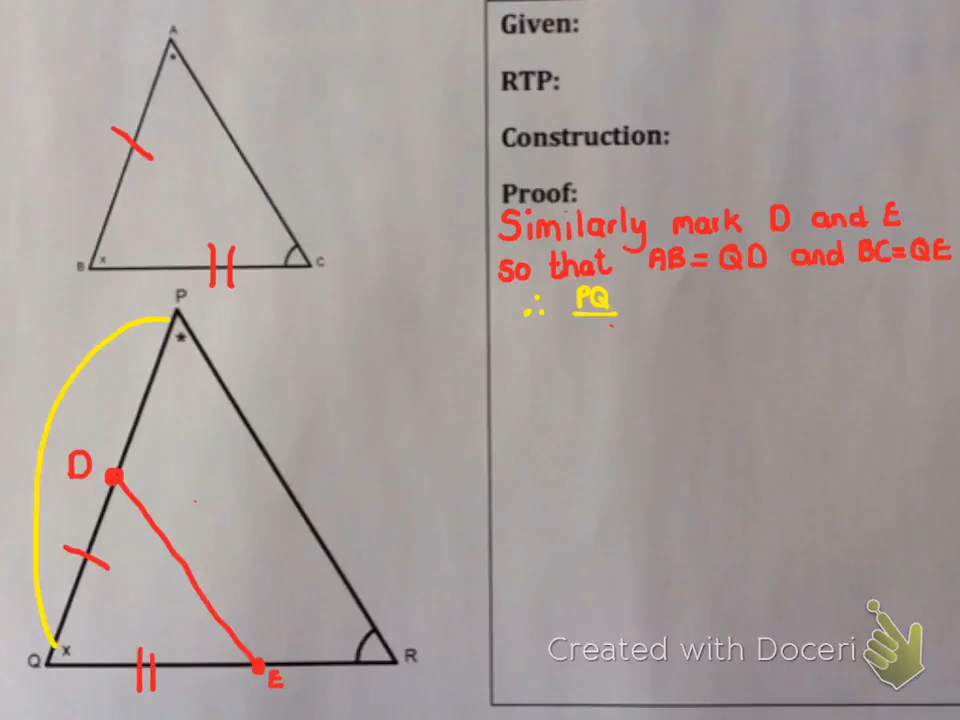 A
Given:
RTP:
Construction:
B
x
C
Proof:
Similarly mark D and E
so that AB = QD and BC = QE
∴ PQ
P
*
D
Q
x
E
R
Created with Doceri